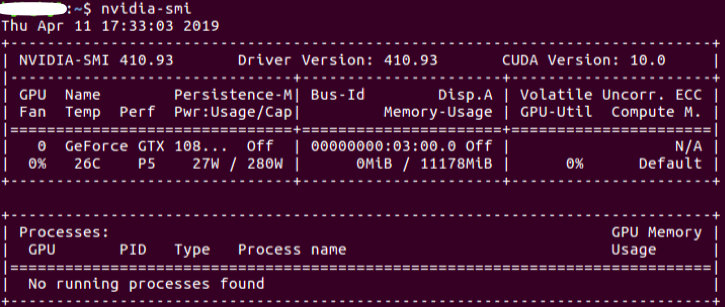 :~$ nvidia-smi
Thu Apr 11 17:33:03 2019
+-----------------------------------------------------------------------------+
| NVIDIA-SMI 410.93       Driver Version: 410.93       CUDA Version: 10.0     |
|-------------------------------+----------------------+----------------------+
| GPU  Name        Persistence-M| Bus-Id        Disp.A | Volatile Uncorr. ECC |
| Fan  Temp  Perf  Pwr:Usage/Cap|         Memory-Usage | GPU-Util  Compute M. |
|===============================+======================+======================|
|   0  GeForce GTX 108...  Off  | 00000000:03:00.0 Off |                  N/A |
|  0%   26C    P5    27W / 280W |      0MiB / 11178MiB |      0%      Default |
+-------------------------------+----------------------+----------------------+

+-----------------------------------------------------------------------------+
| Processes:                                                       GPU Memory |
|  GPU       PID   Type   Process name                             Usage      |
|=============================================================================|
|  No running processes found                                                 |
+-----------------------------------------------------------------------------+